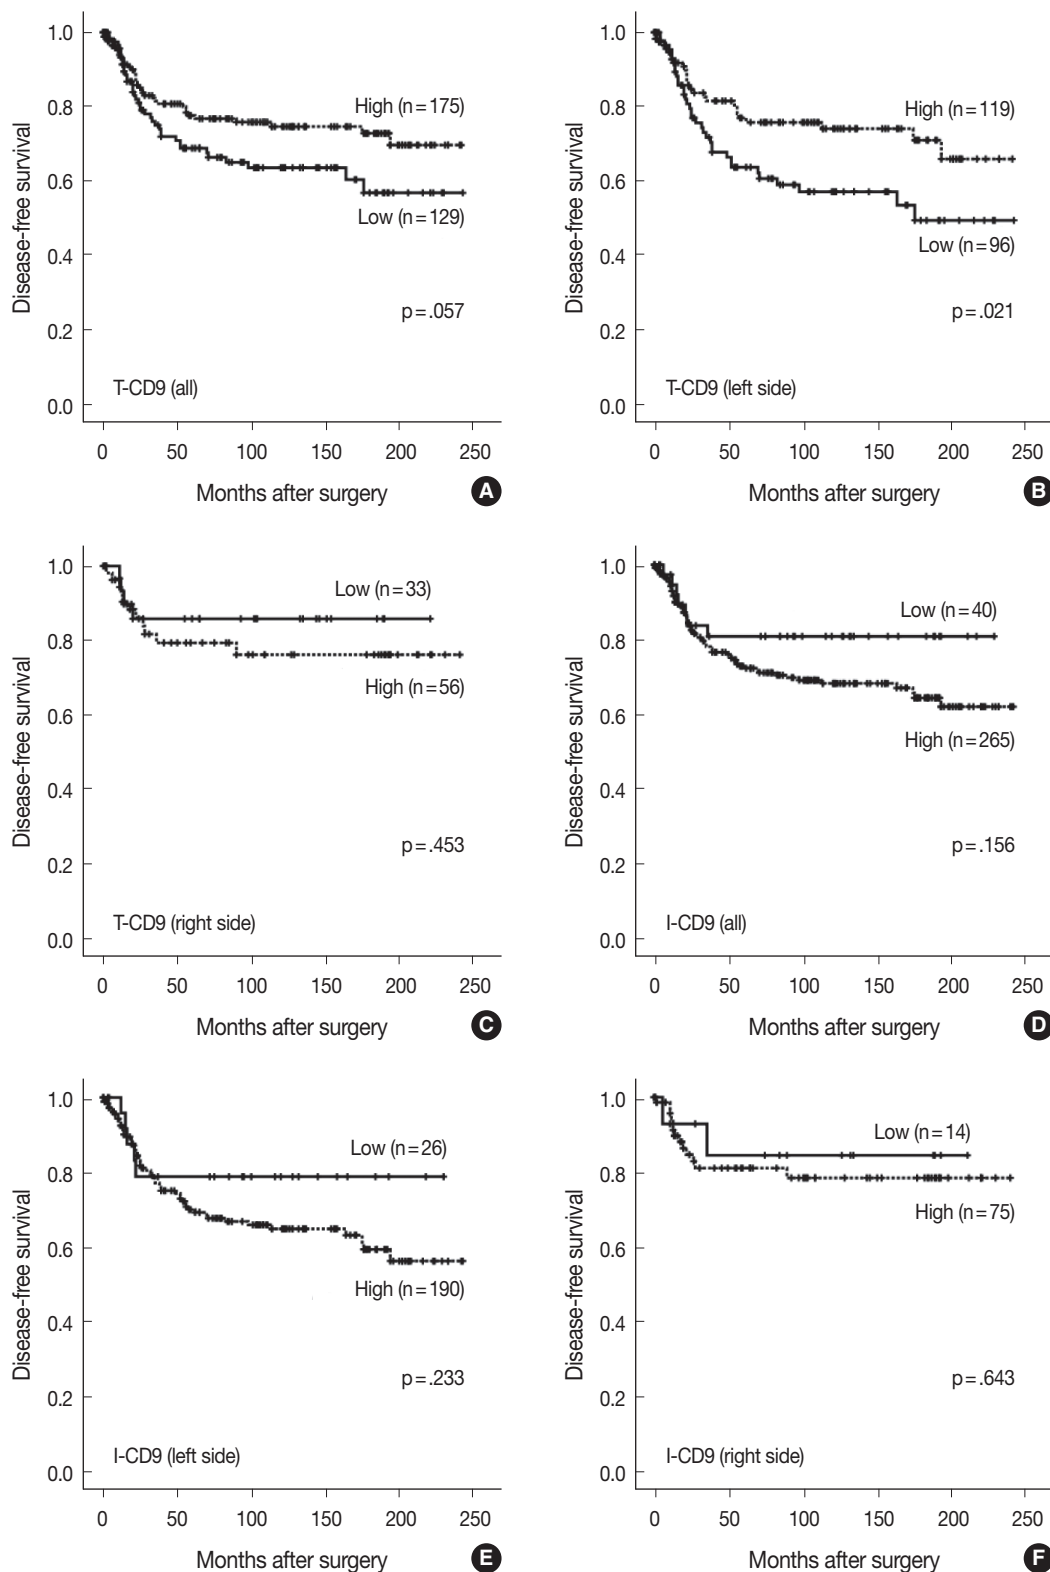 1.0
0.8
0.6
0.4
0.2
0.0
Disease-free survival
High (n=175)
Low (n=129)
p=.057
T-CD9 (all)
0 50 100 150 200 250
Months after surgery
A
1.0
0.8
0.6
0.4
0.2
0.0
Disease-free survival
High (n=119)
Low (n=96)
p=.021
T-CD9 (left side)
0 50 100 150 200 250
Months after surgery
B
1.0
0.8
0.6
0.4
0.2
0.0
Disease-free survival
Low (n=33)
High (n=56)
p=.453
T-CD9 (right side)
0 50 100 150 200 250
Months after surgery
C
1.0
0.8
0.6
0.4
0.2
0.0
Disease-free survival
Low (n=40)
High (n=265)
p=.156
I-CD9 (all)
0 50 100 150 200 250
Months after surgery
D
1.0
0.8
0.6
0.4
0.2
0.0
Disease-free survival
Low (n=26)
High (n=190)
p=.233
I-CD9 (left side)
0 50 100 150 200 250
Months after surgery
E
1.0
0.8
0.6
0.4
0.2
0.0
Disease-free survival
Low (n=14)
High (n=75)
p=.643
I-CD9 (right side)
0 50 100 150 200 250
Months after surgery
F